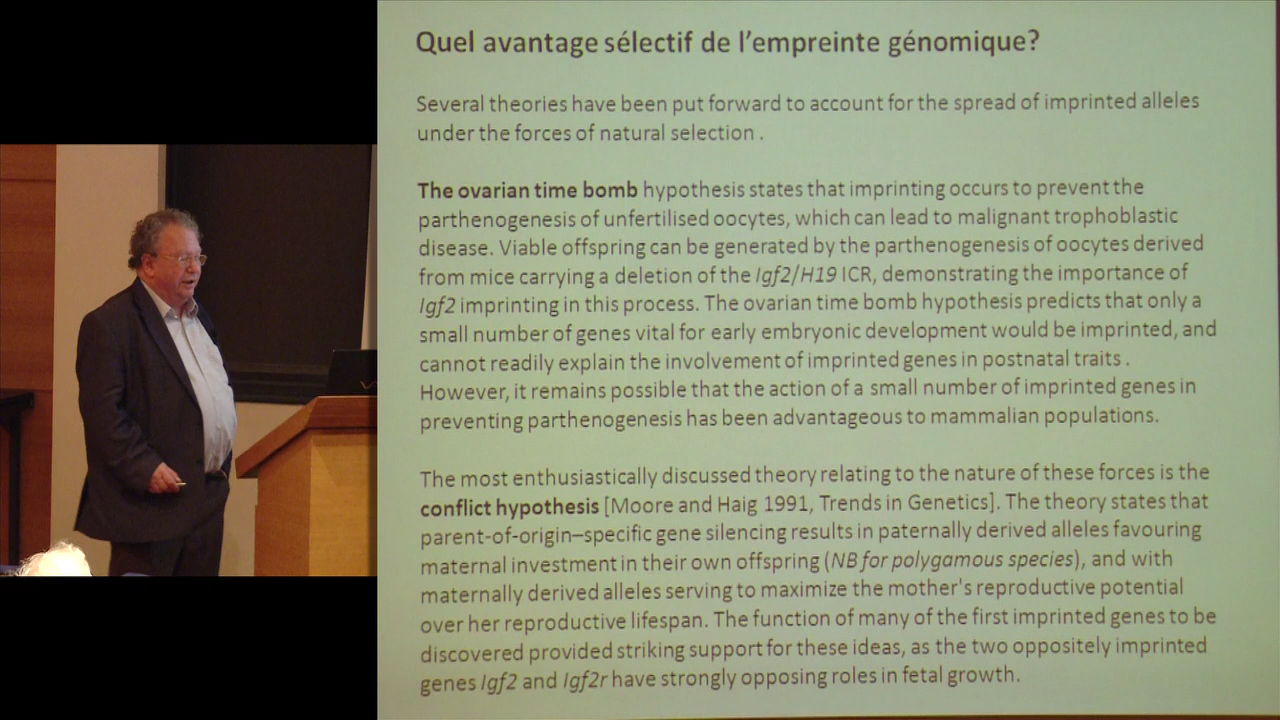 Quel avantage sélectif de l’empreinte génomique?
Several theories have been put forward to account for the spread of imprinted alleles
under the forces of natural selection .
The ovarian time bomb hypothesis states that imprinting occurs to prevent the
parthenogenesis of unfertilised oocytes, which can lead to malignant trophoblastic
disease. Viable offspring can be generated by the parthenogenesis of oocytes derived
from mice carrying a deletion of the Igf2/H19 ICR, demonstrating the importance of
Igf2 imprinting in this process. The ovarian time bomb hypothesis predicts that only a
small number of genes vital for early embryonic development would be imprinted, and
cannot readily explain the involvement of imprinted genes in postnatal traits .
However, it remains possible that the action of a small number of imprinted genes in
preventing parthenogenesis has been advantageous to mammalian populations.
The most enthusiastically discussed theory relating to the nature of these forces is the
conflict hypothesis [Moore and Haig 1991, Trends in Genetics]. The theory states that
parent-of-origin–specific gene silencing results in paternally derived alleles favouring
maternal investment in their own offspring (NB for polygamous species), and with
maternally derived alleles serving to maximize the mother's reproductive potential
over her reproductive lifespan. The function of many of the first imprinted genes to be
discovered provided striking support for these ideas, as the two oppositely imprinted
genes Igf2 and Igf2r have strongly opposing roles in fetal growth.